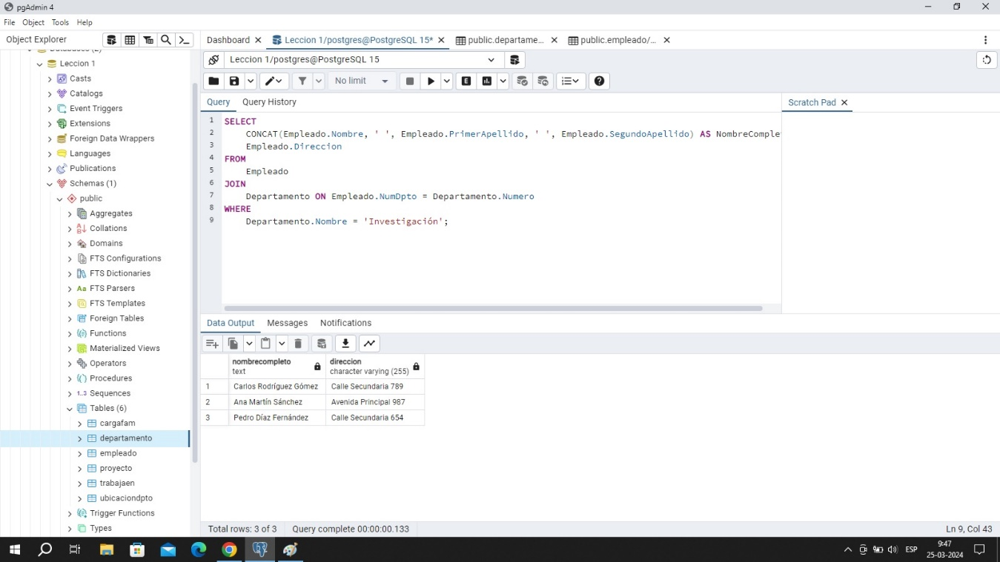 pgAdmin 4
File Object Tools Help
Object Explorer
Dashboard
Leccion 1/postgres@PostgreSQL 15*
public.departame...
public.empleado/...
Leccion 1/postgres@PostgreSQL 15
No limit
E
Query Query History
Scratch Pad
1 SELECT
2 CONCAT(Empleado.Nombre, ' ', Empleado.PrimerApellido, ' ', Empleado.SegundoApellido) AS NombreComple
3 Empleado.Direccion
4 FROM
5 Empleado
6 JOIN
7 Departamento ON Empleado.NumDpto = Departamento.Numero
8 WHERE
9 Departamento.Nombre = 'Investigación';
Leccion 1
Casts
Catalogs
Event Triggers
Extensions
Foreign Data Wrappers
Languages
Publications
Schemas (1)
public
Aggregates
Collations
Domains
FTS Configurations
FTS Dictionaries
Aa FTS Parsers
FTS Templates
Foreign Tables
Functions
Materialized Views
Operators
Procedures
1..3 Sequences
Tables (6)
cargafam
departamento
empleado
proyecto
trabajaen
ubicaciondpto
Trigger Functions
Types
Data Output Messages Notifications
nombrecompleto
text
direccion
character varying (255)
1 Carlos Rodríguez Gómez Calle Secundaria 789
2 Ana Martín Sánchez Avenida Principal 987
3 Pedro Díaz Fernández Calle Secundaria 654
Total rows: 3 of 3 Query complete 00:00:00.133
Ln 9, Col 43
ESP
9:47
25-03-2024